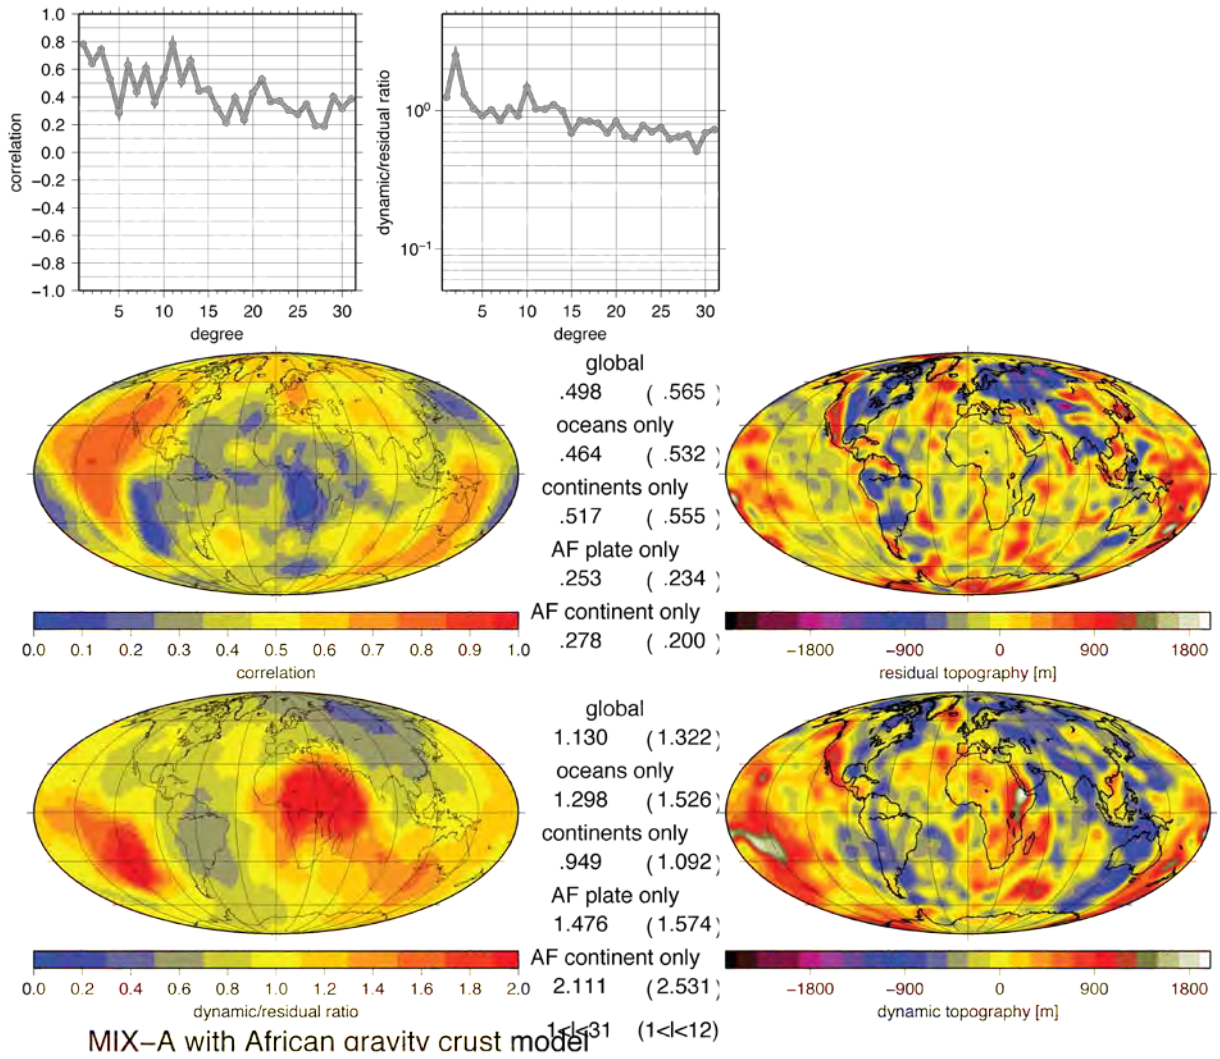 1.0
0.8
0.6
0.4
0.2
0.0
−0.2
−0.4
−0.6
−0.8
−1.0
correlation
5 10 15 20 25 30
degree
10^0
10^−1
dynamic/residual ratio
5 10 15 20 25 30
degree
global
.498 ( .565)
oceans only
.464 ( .532)
continents only
.517 ( .555)
AF plate only
.253 ( .234)
AF continent only
.278 ( .200)
0.0 0.1 0.2 0.3 0.4 0.5 0.6 0.7 0.8 0.9 1.0
correlation
−1800 −900 0 900 1800
residual topography [m]
global
1.130 (1.322)
oceans only
1.298 (1.526)
continents only
.949 (1.092)
AF plate only
1.476 (1.574)
AF continent only
2.111 (2.531)
1<l<31 (1<l<12)
0.0 0.2 0.4 0.6 0.8 1.0 1.2 1.4 1.6 1.8 2.0
dynamic/residual ratio
−1800 −900 0 900 1800
dynamic topography [m]
MIX−A with African gravity crust model